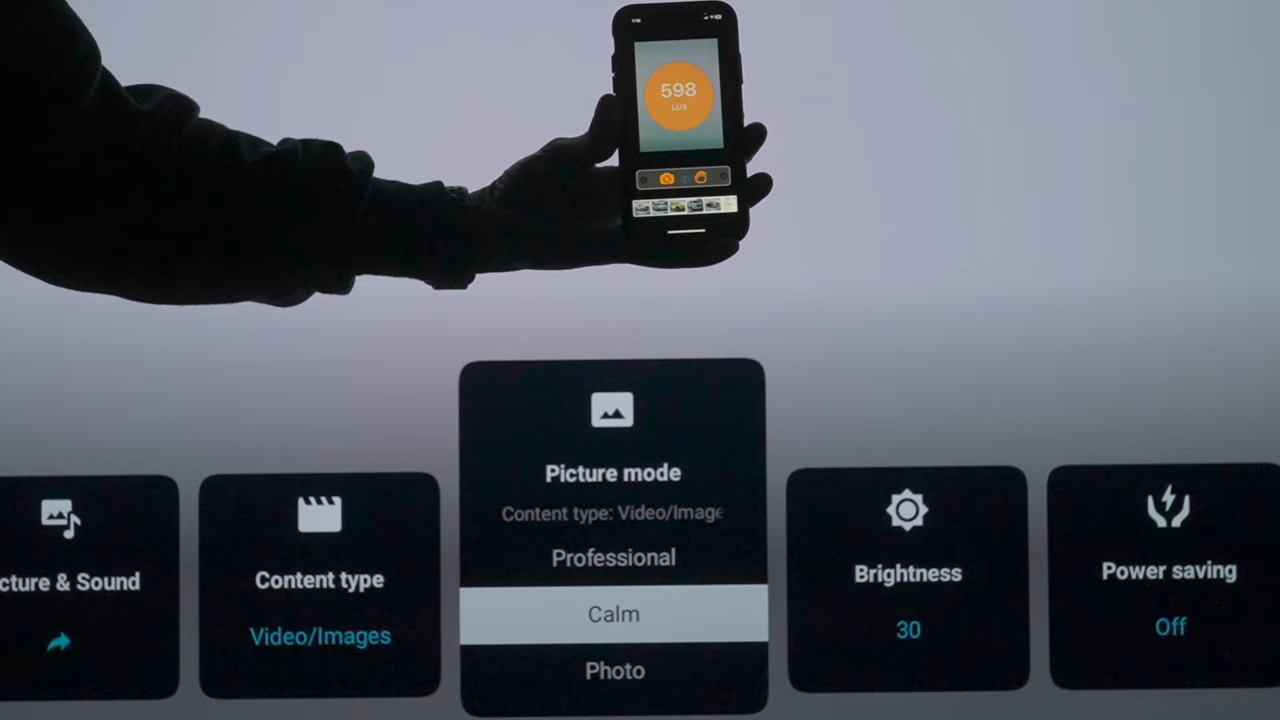 598
LUX
cture & Sound
Content type
Video/Images
Picture mode
Content type: Video/Image
Professional
Calm
Photo
Brightness
30
Power saving
Off